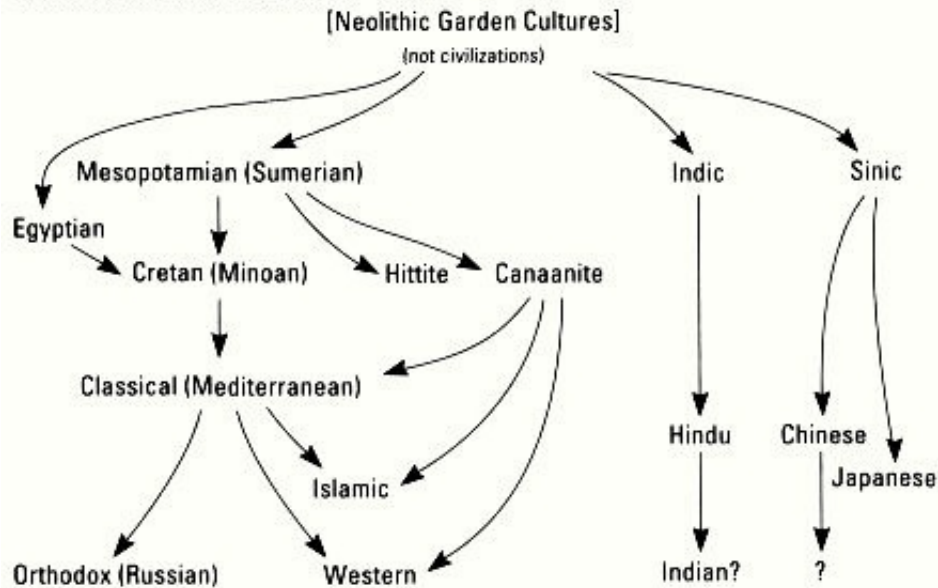 [Neolithic Garden Cultures]
(not civilizations)
Mesopotamian (Sumerian)
Indic
Sinic
Egyptian
Cretan (Minoan)
Hittite
Canaanite
Classical (Mediterranean)
Hindu
Chinese
Japanese
Islamic
Orthodox (Russian)
Western
Indian?
?